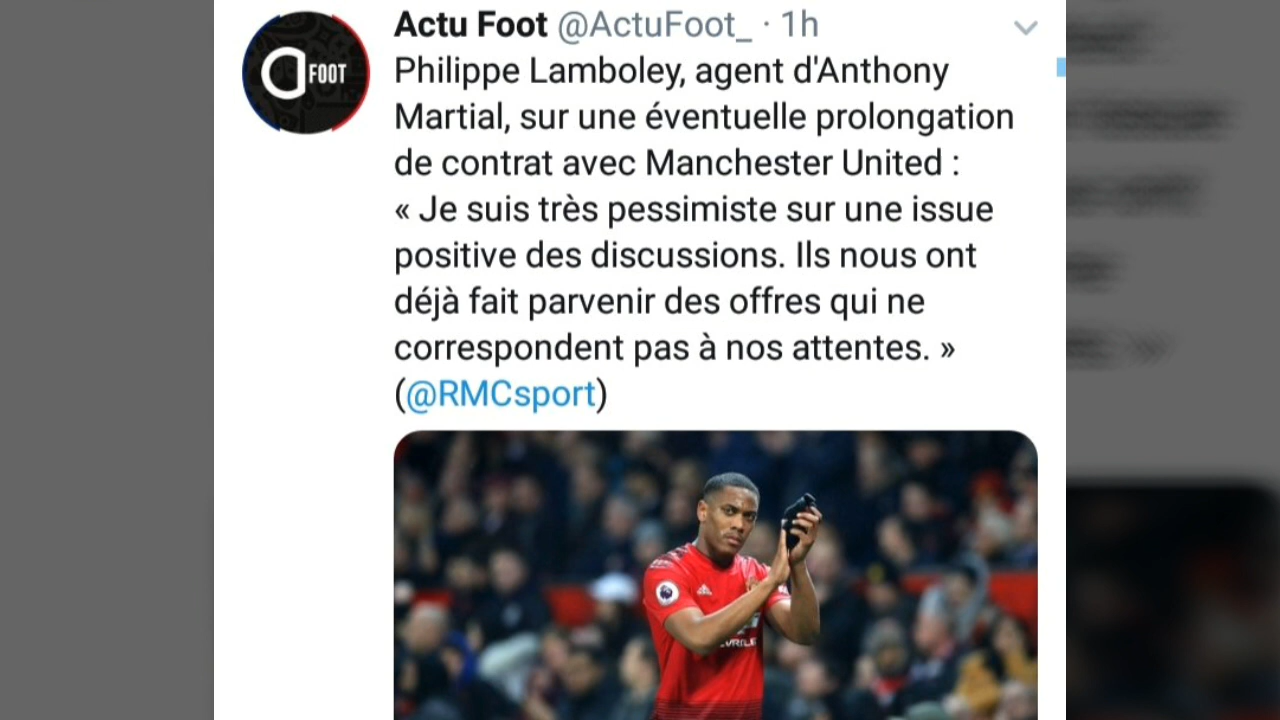 Actu Foot @ActuFoot_ · 1h
FOOT
Philippe Lamboley, agent d'Anthony
Martial, sur une éventuelle prolongation
de contrat avec Manchester United :
« Je suis très pessimiste sur une issue
positive des discussions. Ils nous ont
déjà fait parvenir des offres qui ne
correspondent pas à nos attentes. »
(@RMCsport)